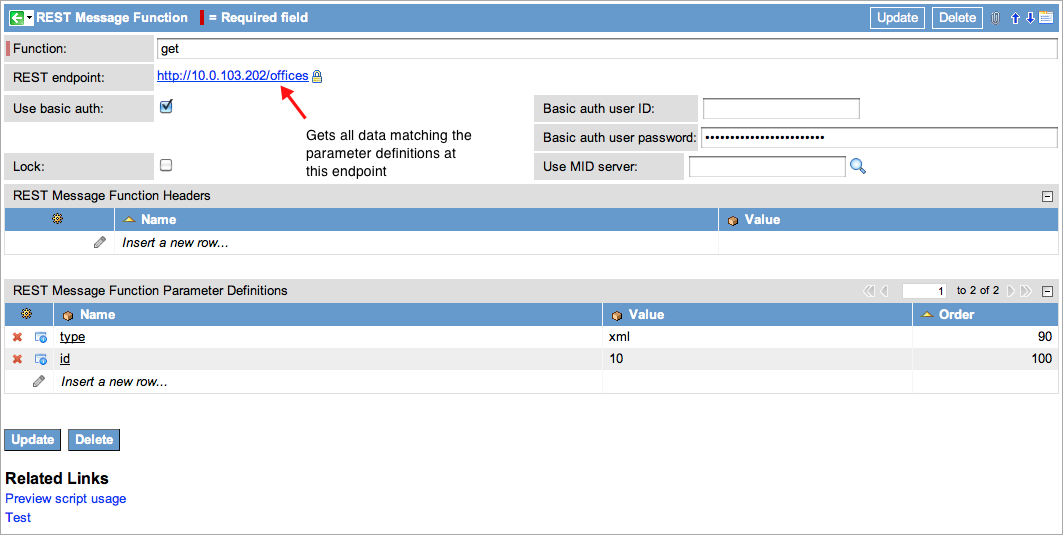 REST Message Function = Required field Update Delete
Function: get
REST endpoint: http://10.0.103.202/offices
Use basic auth: Basic auth user ID:
Gets all data matching the
parameter definitions at
this endpoint
Basic auth user password: ••••••••••••••••••••••••
Lock: Use MID server:
REST Message Function Headers
Name Value
Insert a new row...
REST Message Function Parameter Definitions 1 to 2 of 2
Name Value Order
type xml 90
id 10 100
Insert a new row...
Update Delete
Related Links
Preview script usage
Test